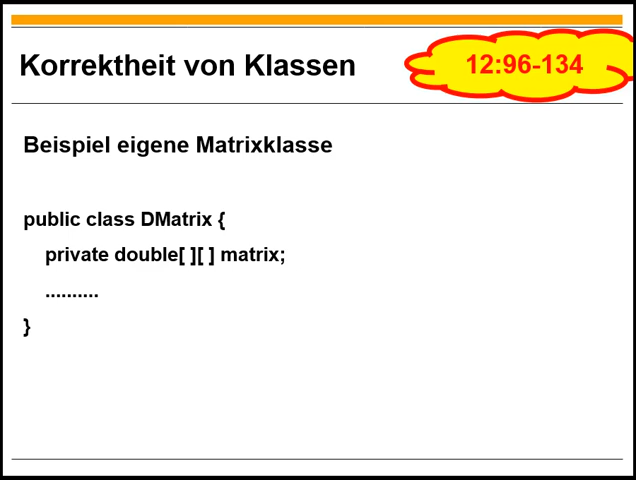 Korrektheit von Klassen
12:96-134
Beispiel eigene Matrixklasse
public class DMatrix {
private double[ ][ ] matrix;
..........
}